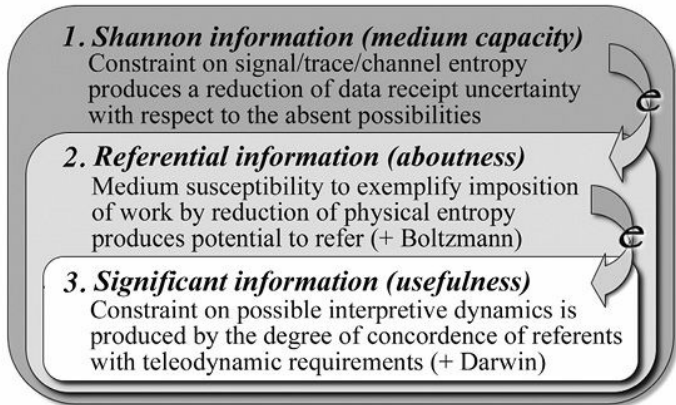 1. Shannon information (medium capacity)
Constraint on signal/trace/channel entropy
produces a reduction of data receipt uncertainty
with respect to the absent possibilities
e
2. Referential information (aboutness)
Medium susceptibility to exemplify imposition
of work by reduction of physical entropy
produces potential to refer (+ Boltzmann)
e
3. Significant information (usefulness)
Constraint on possible interpretive dynamics is
produced by the degree of concordence of referents
with teleodynamic requirements (+ Darwin)